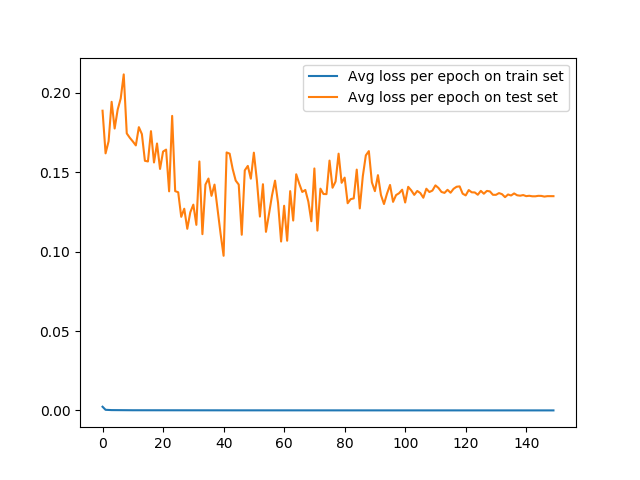 Avg loss per epoch on train set
Avg loss per epoch on test set
0.20
0.15
0.10
0.05
0.00
0 20 40 60 80 100 120 140